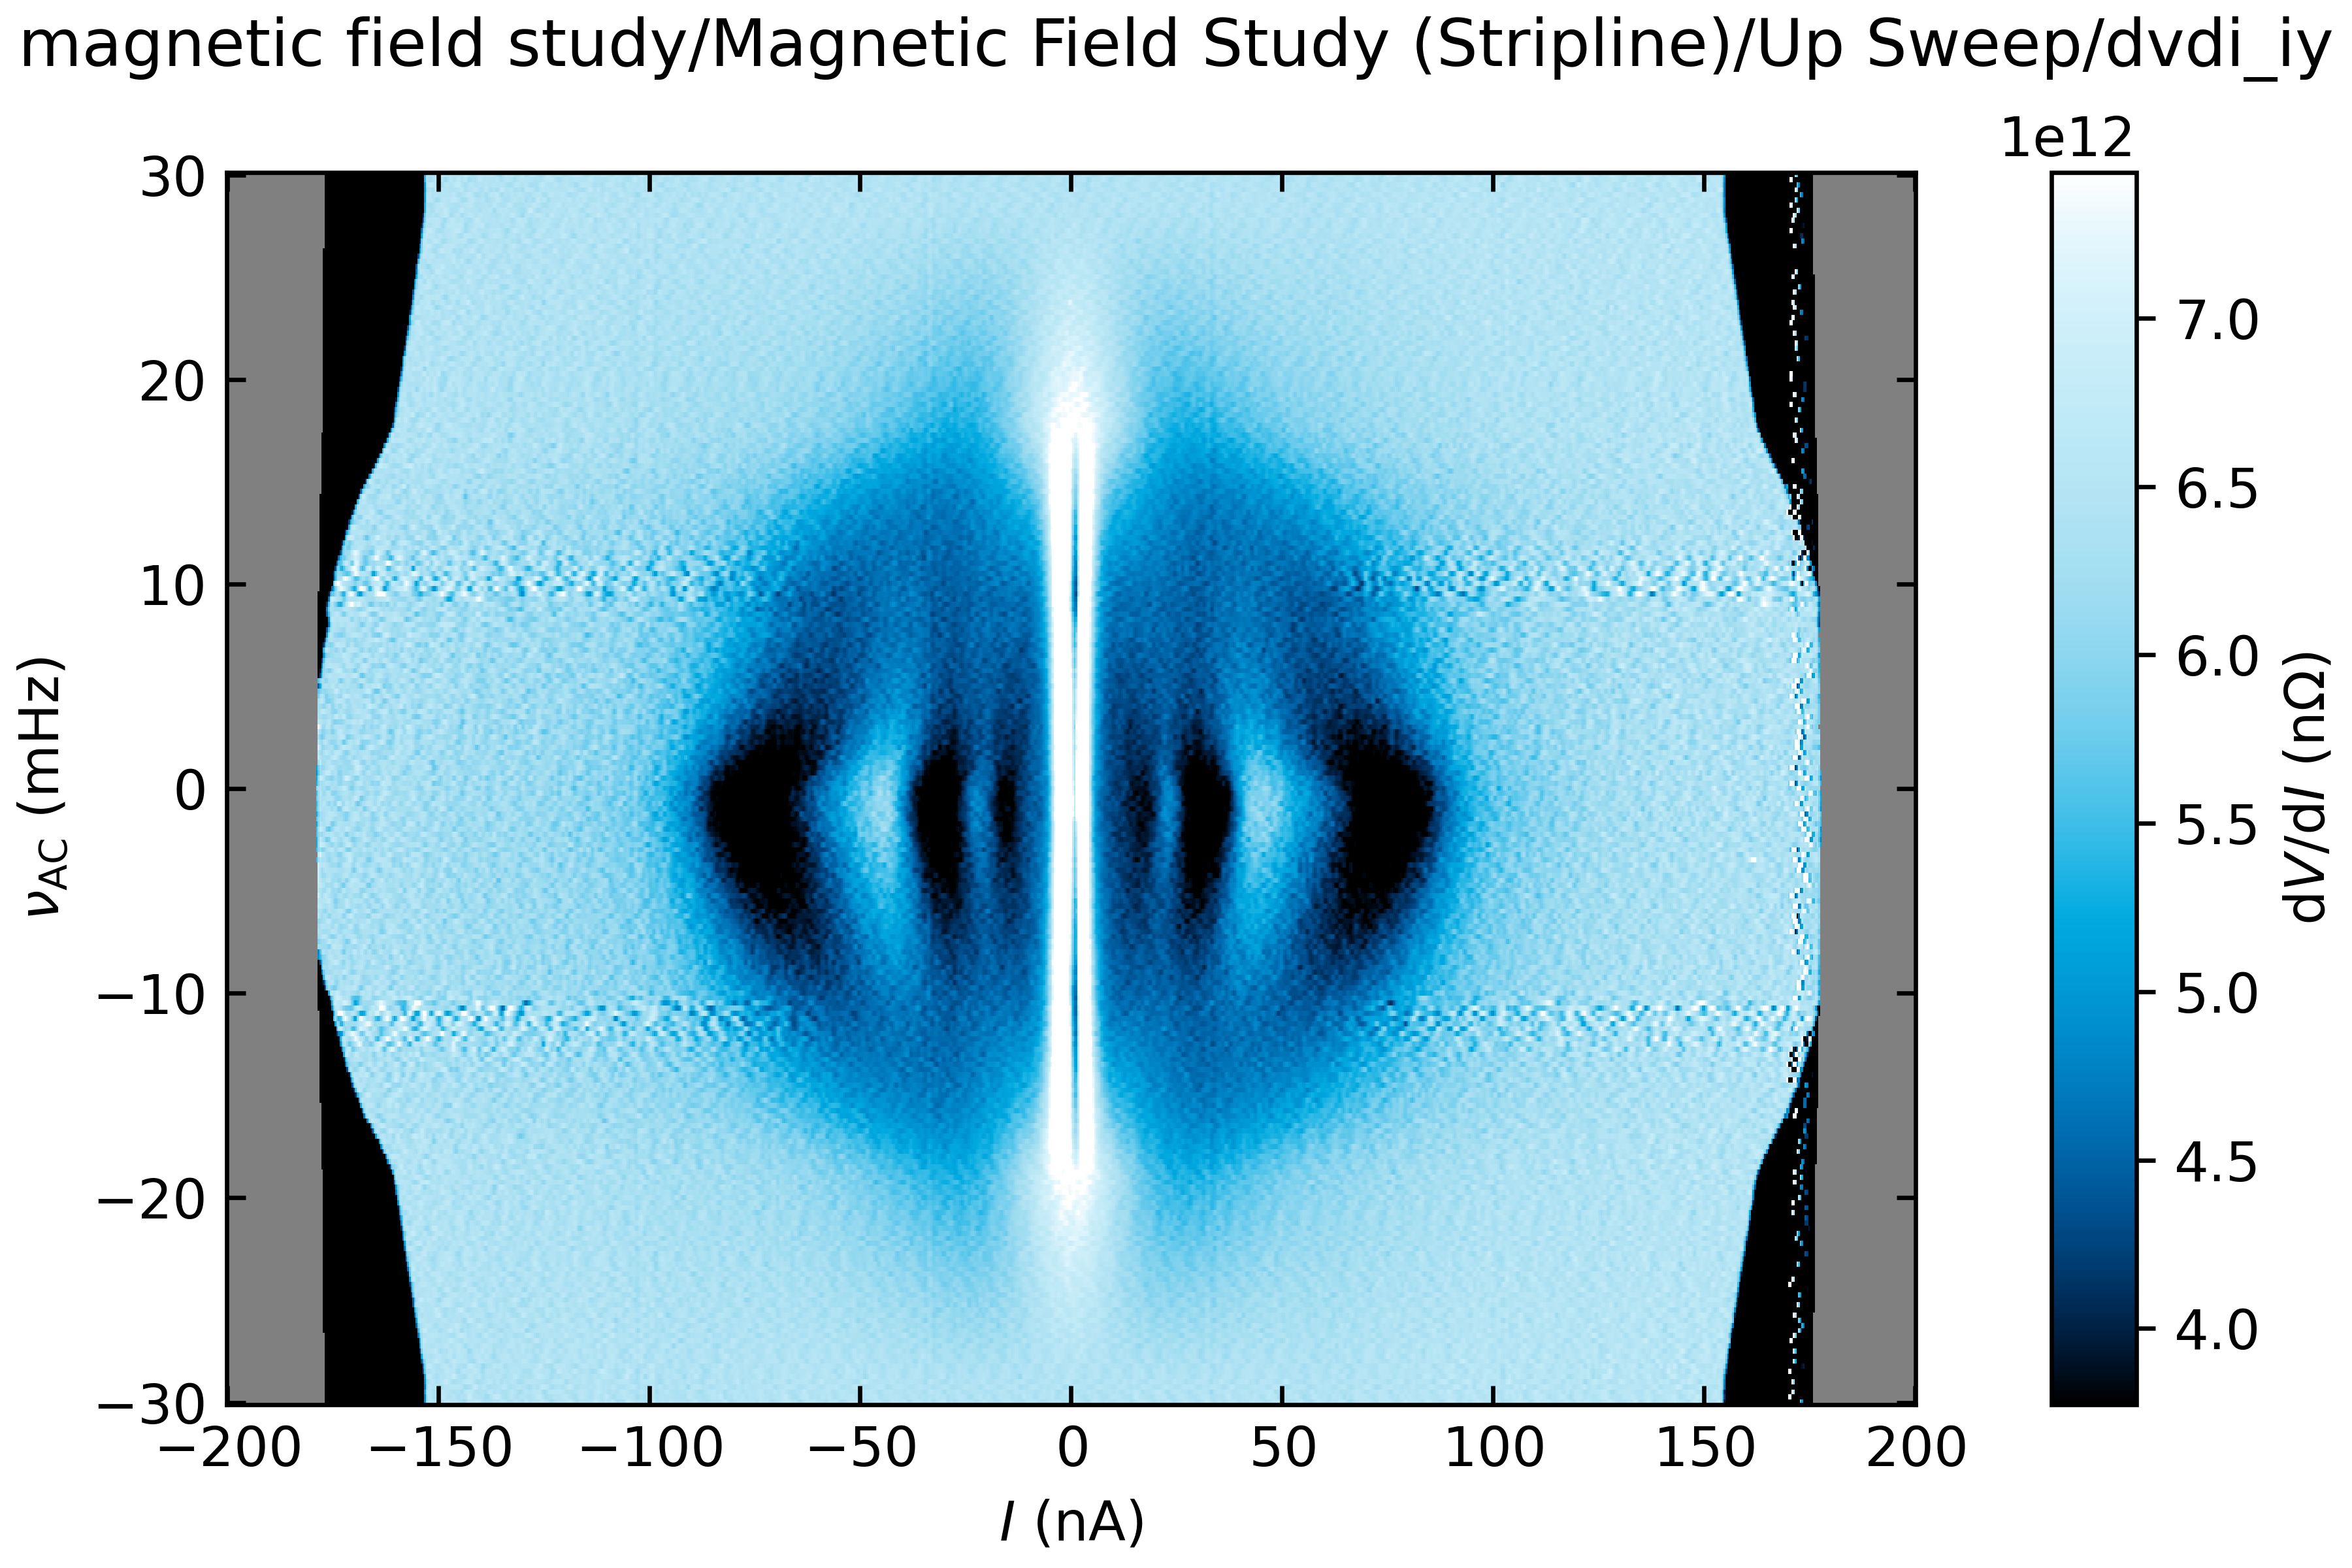 magnetic field study/Magnetic Field Study (Stripline)/Up Sweep/dvdi_iy
1e12
30
20
10
0
−10
−20
−30
ν_AC (mHz)
−200 −150 −100 −50 0 50 100 150 200
I (nA)
7.0
6.5
6.0
5.5
5.0
4.5
4.0
dV/dI (nΩ)